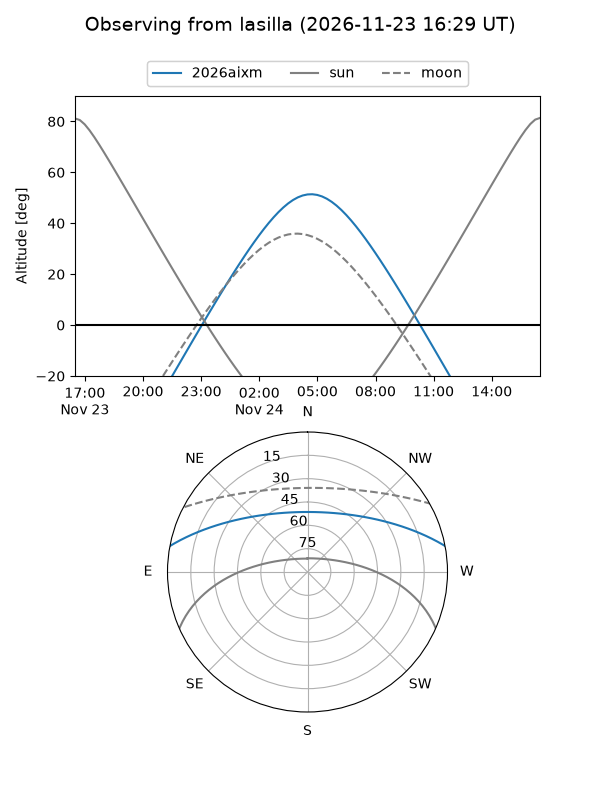 Observing from lasilla (2026-11-23 16:29 UT)
2026aixm sun moon
Altitude [deg]
80
60
40
20
0
−20
17:00 20:00 23:00 02:00 05:00 08:00 11:00 14:00
Nov 23 Nov 24
N
NE NW
15
30
45
60
75
E W
SE SW
S